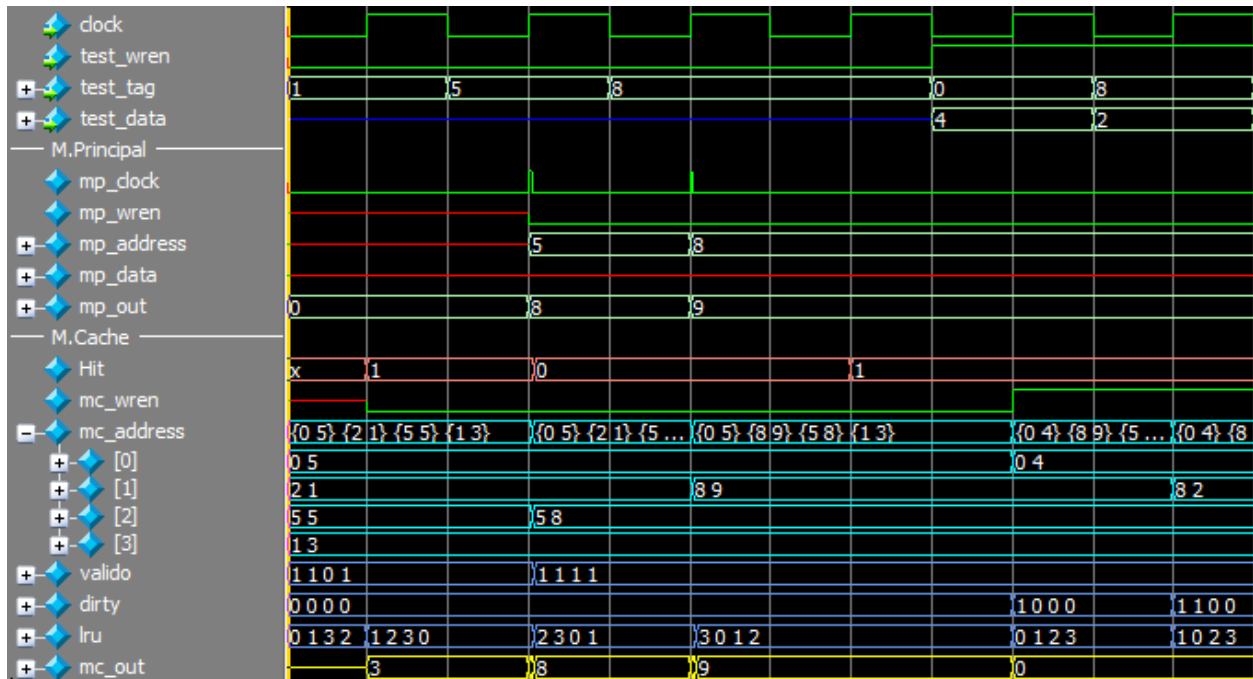 clock
test_wren
test_tag 1 5 8 0 8
test_data 4 2
M.Principal
mp_clock
mp_wren
mp_address 5 8
mp_data
mp_out 0 8 9
M.Cache
Hit x 1 0 1
mc_wren
mc_address {0 5} {2 1} {5 5} {1 3} {0 5} {2 1} {5 ... {0 5} {8 9} {5 8} {1 3} {0 4} {8 9} {5 ... {0 4} {8
[0] 0 5 0 4
[1] 2 1 8 9 8 2
[2] 5 5 5 8
[3] 1 3
valido 1 1 0 1 1 1 1 1
dirty 0 0 0 0 1 0 0 0 1 1 0 0
lru 0 1 3 2 1 2 3 0 2 3 0 1 3 0 1 2 0 1 2 3 1 0 2 3
mc_out 3 8 9 0